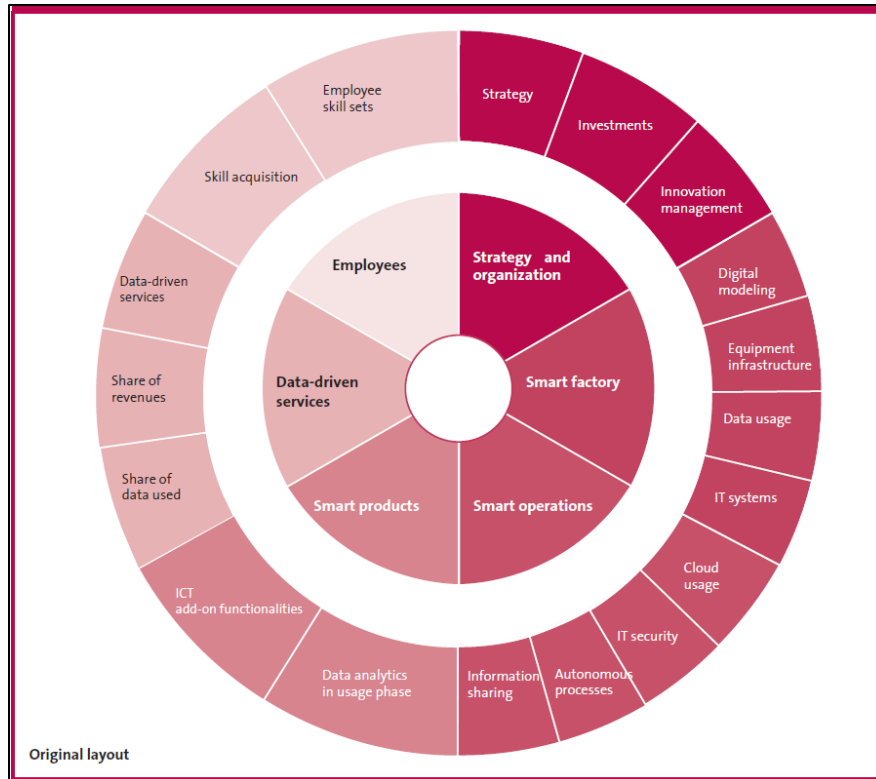 Employee
skill sets
Strategy
Investments
Innovation
management
Digital
modeling
Equipment
infrastructure
Data usage
IT systems
Cloud
usage
IT security
Autonomous
processes
Information
sharing
Data analytics
in usage phase
ICT
add-on functionalities
Share of
data used
Share of
revenues
Data-driven
services
Skill acquisition
Employees
Strategy and
organization
Smart factory
Smart operations
Smart products
Data-driven
services
Original layout